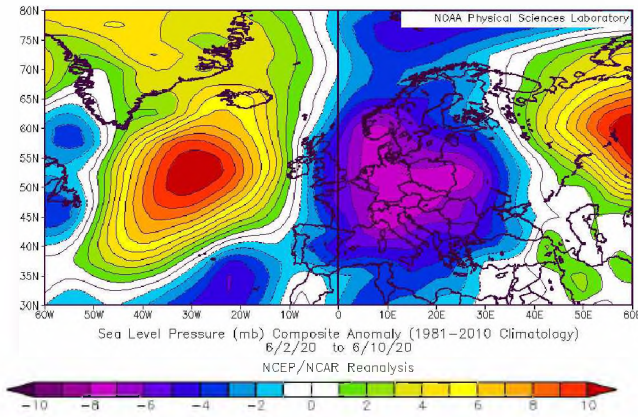 NOAA Physical Sciences Laboratory
80N
75N
70N
65N
60N
55N
50N
45N
40N
35N
30N
60W 50W 40W 30W 20W 10W 0 10E 20E 30E 40E 50E 60E
Sea Level Pressure (mb) Composite Anomaly (1981-2010 Climatology)
6/2/20 to 6/10/20
NCEP/NCAR Reanalysis
-10 -8 -6 -4 -2 0 2 4 6 8 10